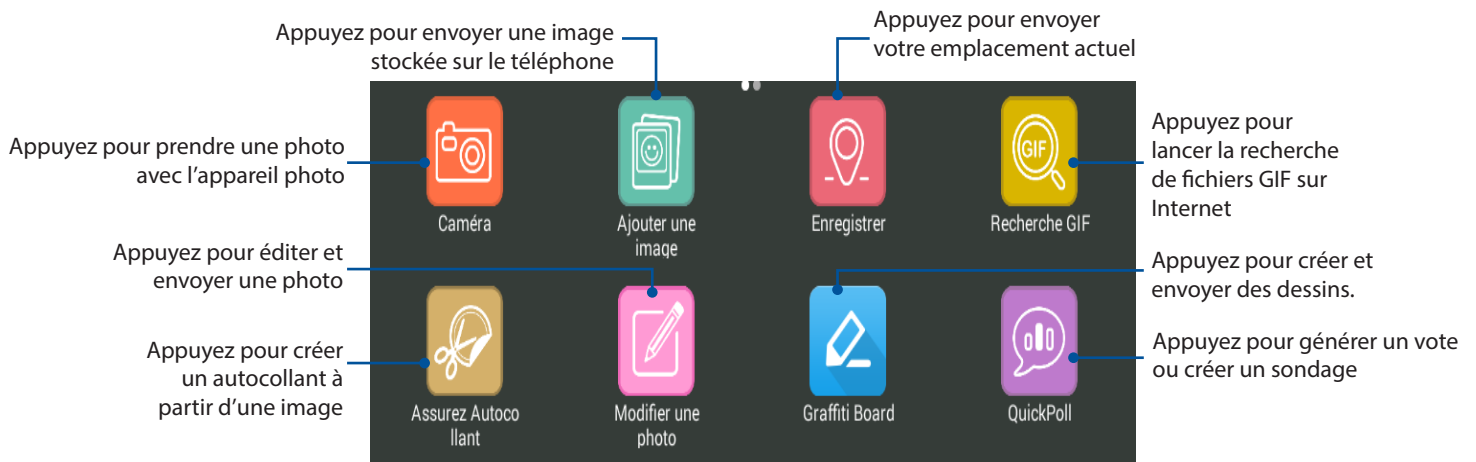 Appuyez pour envoyer une image
stockée sur le téléphone
Appuyez pour envoyer
votre emplacement actuel
Appuyez pour prendre une photo
avec l’appareil photo
Appuyez pour
lancer la recherche
de fichiers GIF sur
Internet
GIF
Caméra
Ajouter une
image
Enregistrer
Recherche GIF
Appuyez pour éditer et
envoyer une photo
Appuyez pour créer et
envoyer des dessins.
Appuyez pour créer
un autocollant à
partir d’une image
Appuyez pour générer un vote
ou créer un sondage
Assurez Autoco
llant
Modifier une
photo
Graffiti Board
QuickPoll